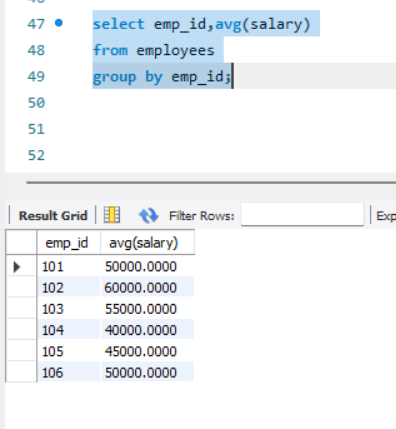 47 select emp_id,avg(salary)
48 from employees
49 group by emp_id;
50
51
52
Result Grid Filter Rows: Exp
emp_id avg(salary)
101 50000.0000
102 60000.0000
103 55000.0000
104 40000.0000
105 45000.0000
106 50000.0000